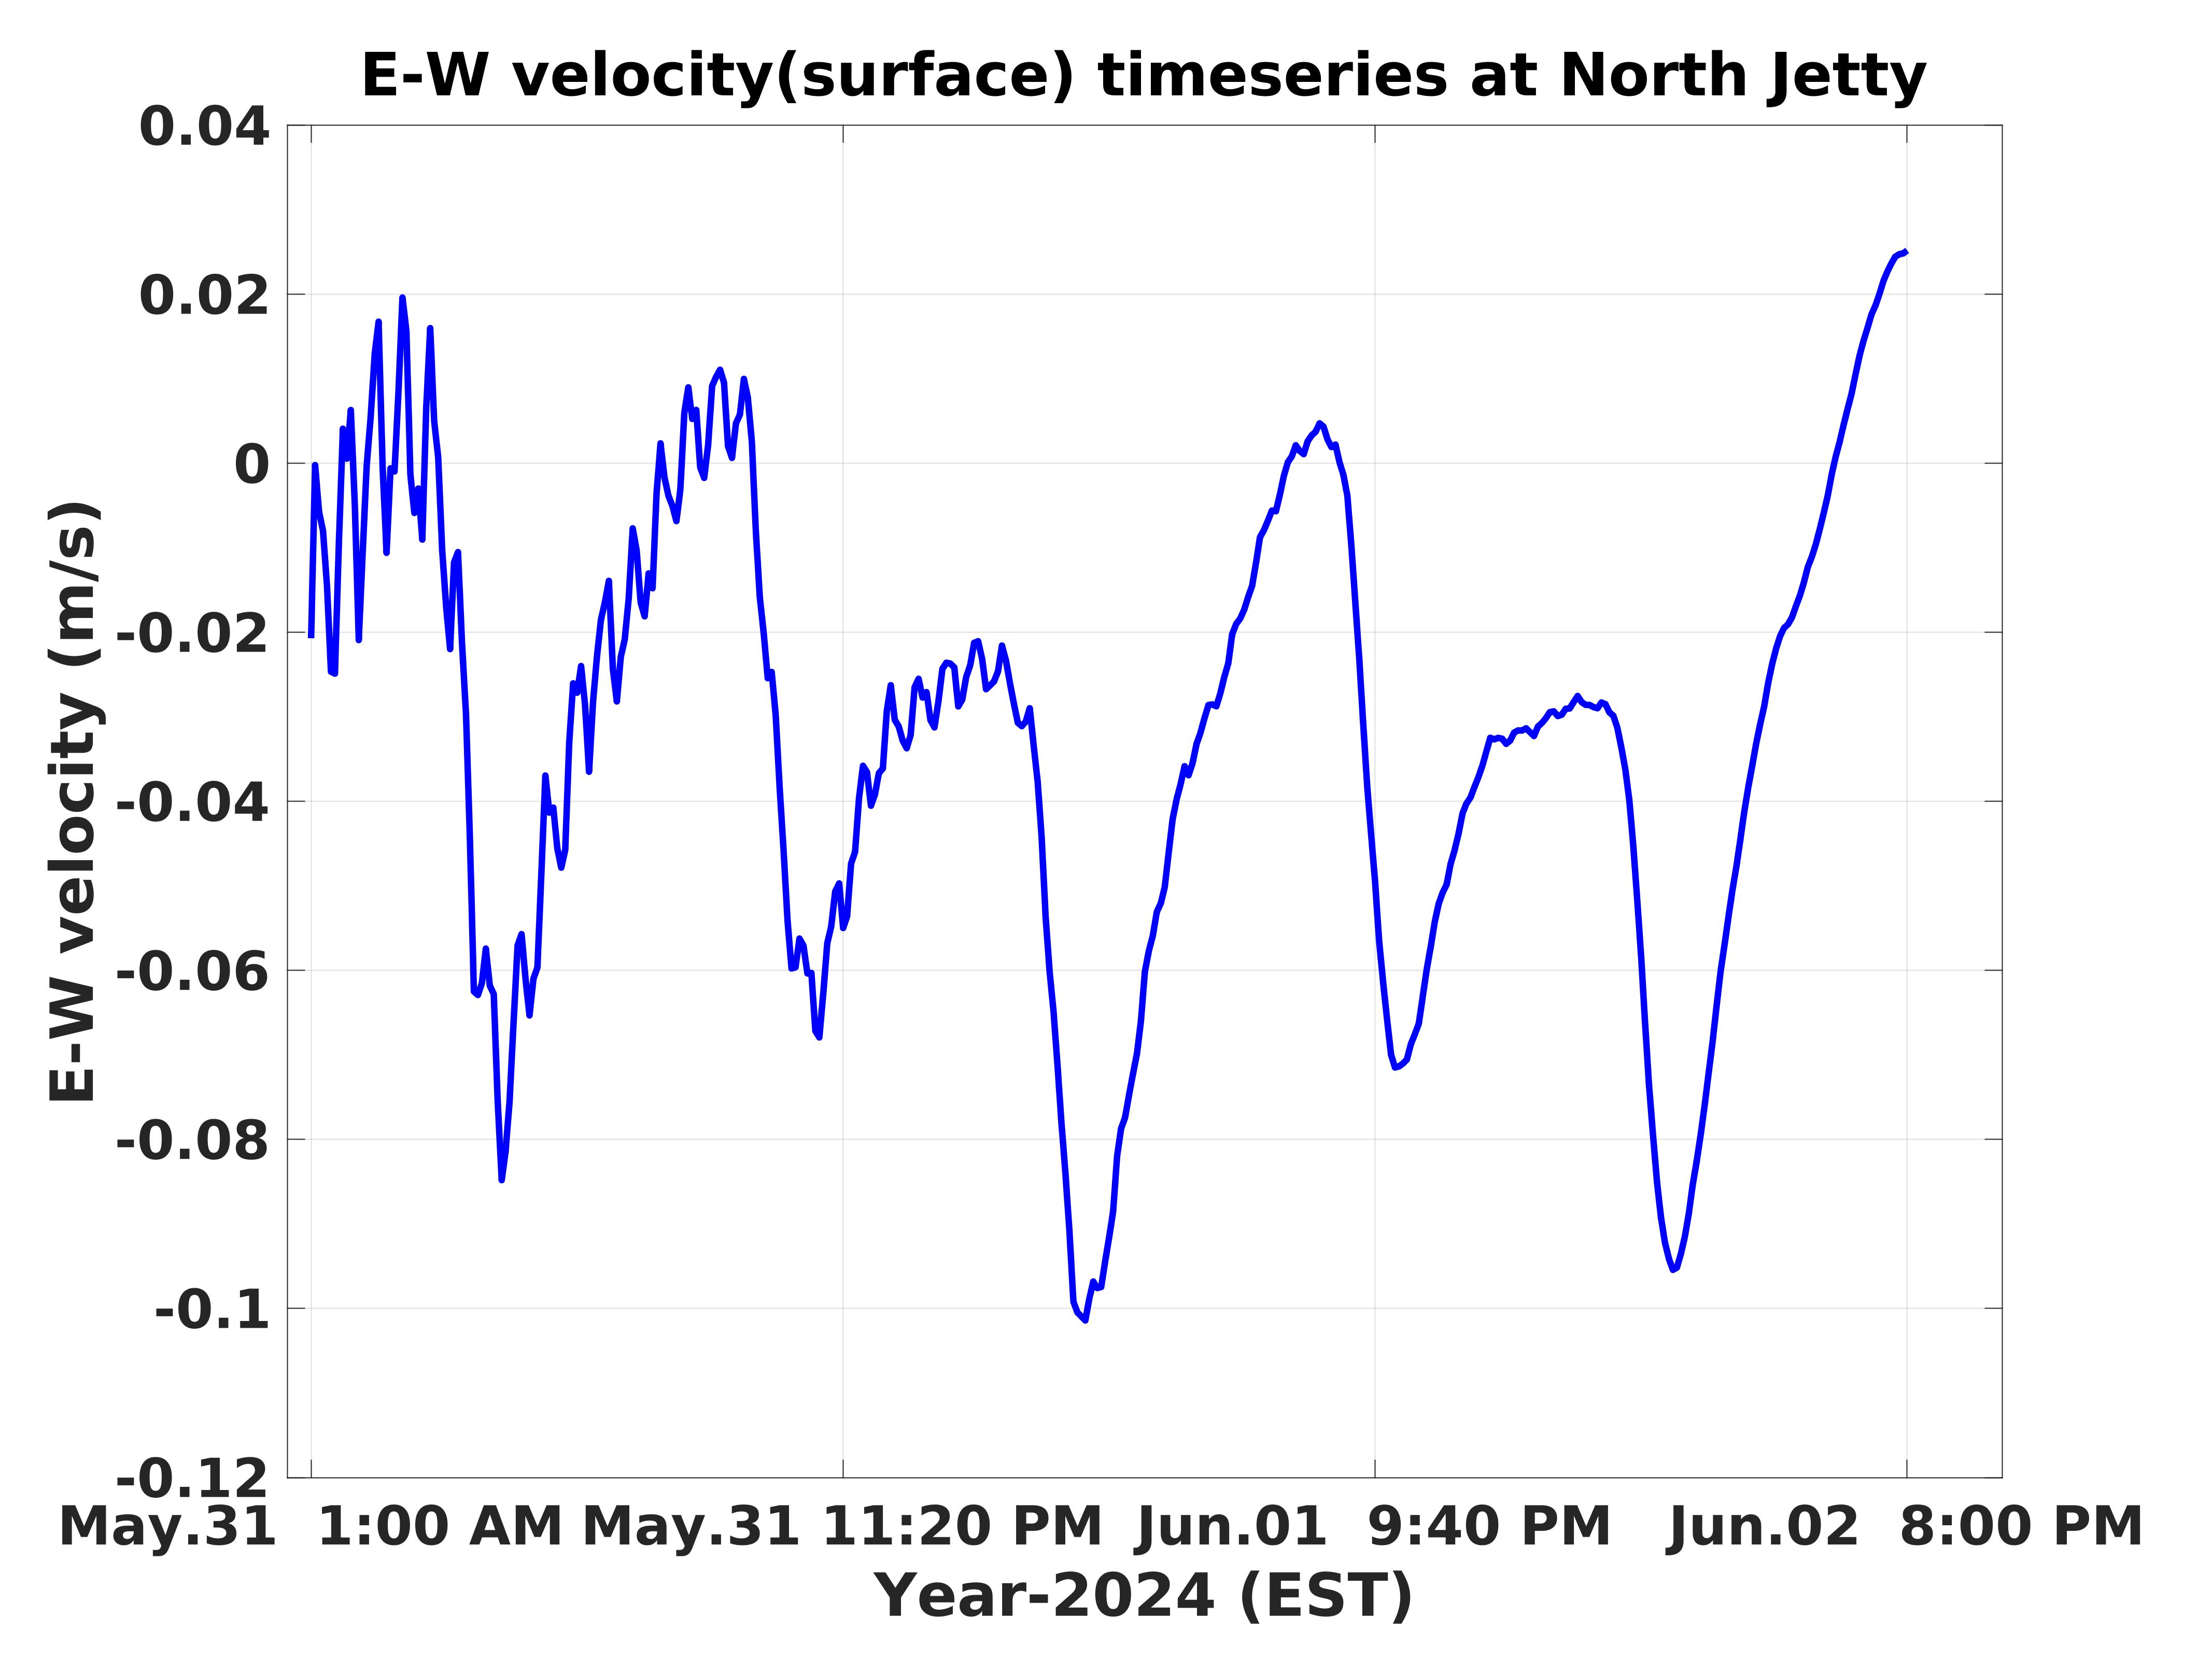 E-W velocity(surface) timeseries at North Jetty
0.04
0.02
0
-0.02
-0.04
-0.06
-0.08
-0.1
-0.12
E-W velocity (m/s)
May.31 1:00 AM May.31 11:20 PM Jun.01 9:40 PM Jun.02 8:00 PM
Year-2024 (EST)